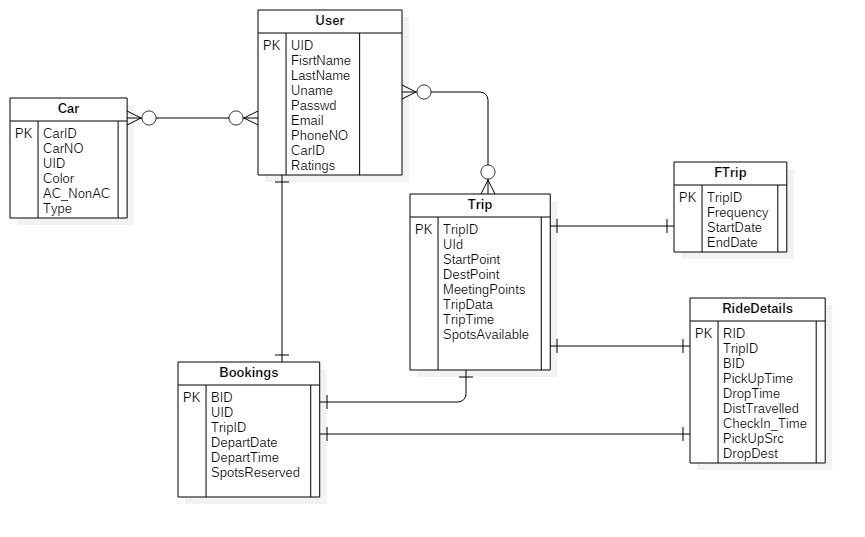 User
PK UID
FisrtName
LastName
Uname
Passwd
Email
PhoneNO
CarID
Ratings
Car
PK CarID
CarNO
UID
Color
AC_NonAC
Type
Trip
PK TripID
UId
StartPoint
DestPoint
MeetingPoints
TripData
TripTime
SpotsAvailable
FTrip
PK TripID
Frequency
StartDate
EndDate
RideDetails
PK RID
TripID
BID
PickUpTime
DropTime
DistTravelled
CheckIn_Time
PickUpSrc
DropDest
Bookings
PK BID
UID
TripID
DepartDate
DepartTime
SpotsReserved